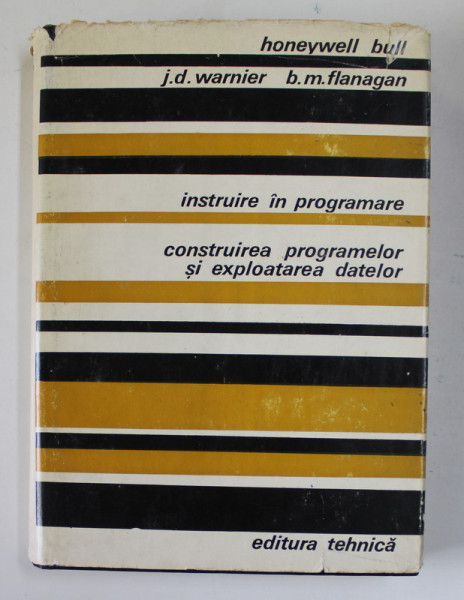 honeywell bull
j.d.warnier b.m.flanagan
instruire în programare
construirea programelor
și exploatarea datelor
editura tehnică